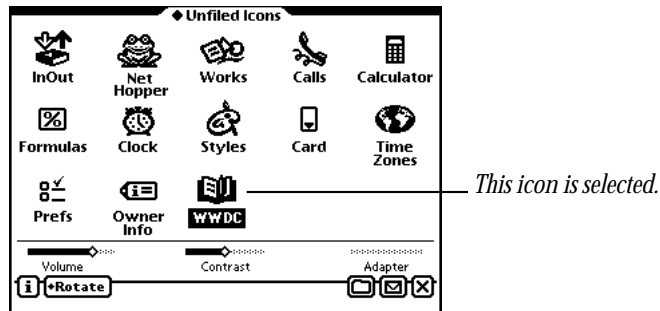 ◆Unfiled Icons
InOut
Net
Hopper
Works
Calls
Calculator
Formulas
Clock
Styles
Card
Time
Zones
Prefs
Owner
Info
WWDC
This icon is selected.
Volume
Contrast
Adapter
i
◆Rotate